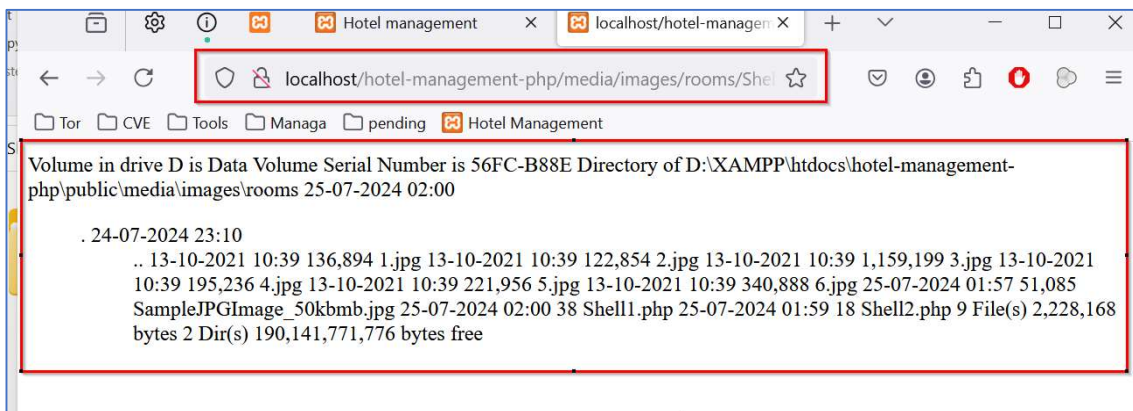 Hotel management
localhost/hotel-managem
localhost/hotel-management-php/media/images/rooms/Shel
Tor CVE Tools Managa pending Hotel Management
Volume in drive D is Data Volume Serial Number is 56FC-B88E Directory of D:\XAMPP\htdocs\hotel-management-
php\public\media\images\rooms 25-07-2024 02:00
. 24-07-2024 23:10
.. 13-10-2021 10:39 136,894 1.jpg 13-10-2021 10:39 122,854 2.jpg 13-10-2021 10:39 1,159,199 3.jpg 13-10-2021
10:39 195,236 4.jpg 13-10-2021 10:39 221,956 5.jpg 13-10-2021 10:39 340,888 6.jpg 25-07-2024 01:57 51,085
SampleJPGImage_50kbmb.jpg 25-07-2024 02:00 38 Shell1.php 25-07-2024 01:59 18 Shell2.php 9 File(s) 2,228,168
bytes 2 Dir(s) 190,141,771,776 bytes free